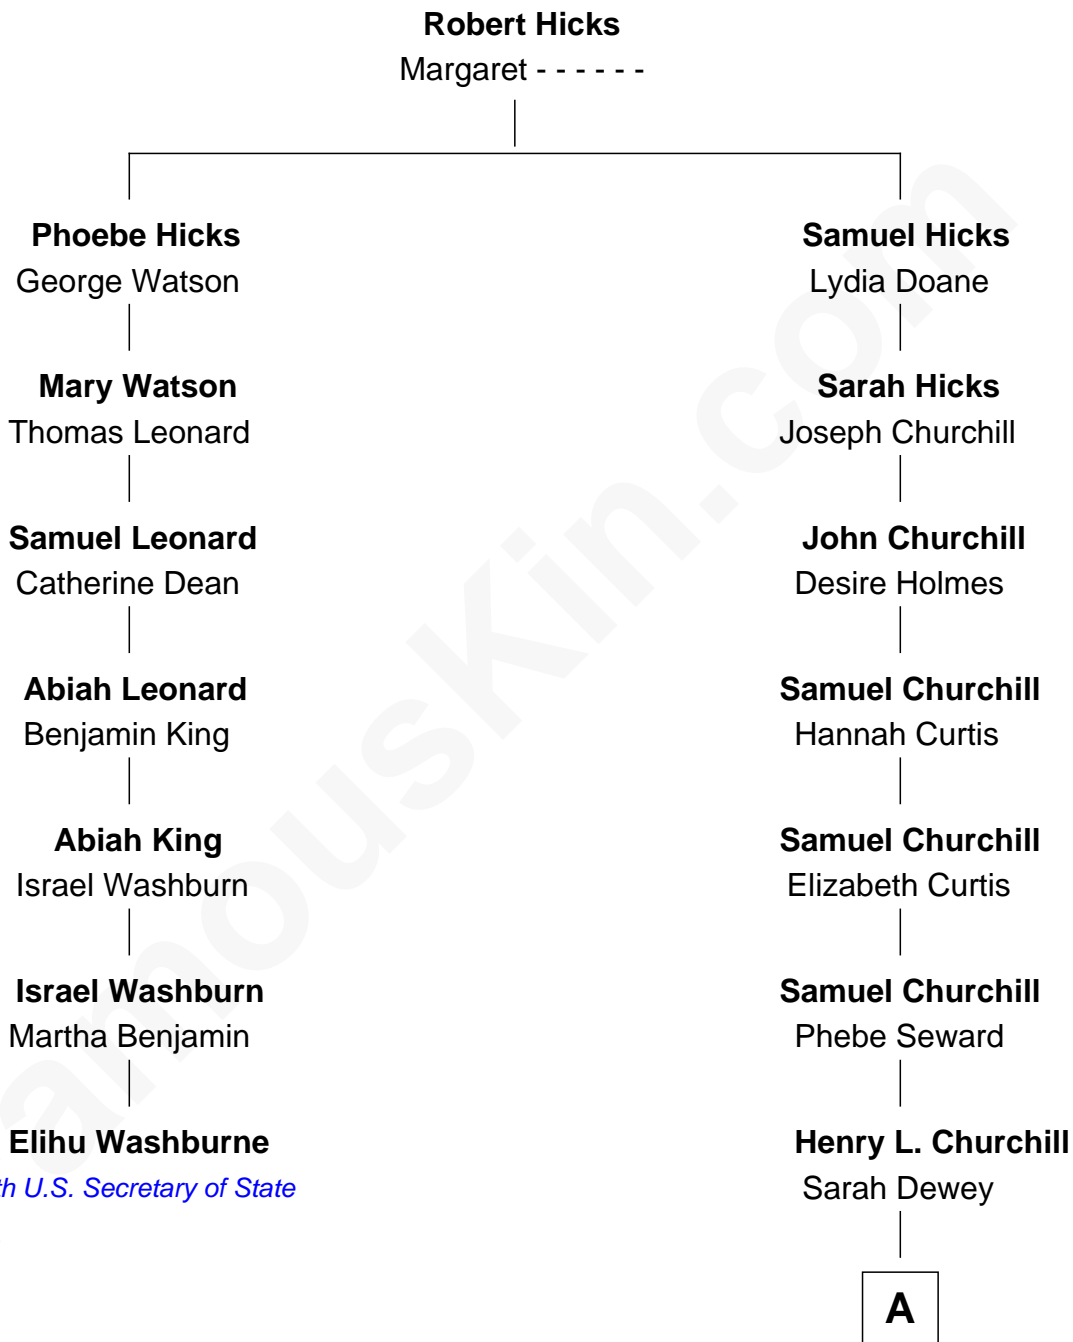 Robert Hicks
Margaret - - - - - -
Phoebe Hicks
George Watson
Samuel Hicks
Lydia Doane
Mary Watson
Thomas Leonard
Sarah Hicks
Joseph Churchill
Samuel Leonard
Catherine Dean
John Churchill
Desire Holmes
Abiah Leonard
Benjamin King
Samuel Churchill
Hannah Curtis
Abiah King
Israel Washburn
Samuel Churchill
Elizabeth Curtis
Israel Washburn
Martha Benjamin
Samuel Churchill
Phebe Seward
Elihu Washburne
th U.S. Secretary of State
Henry L. Churchill
Sarah Dewey
A
amousKin.com